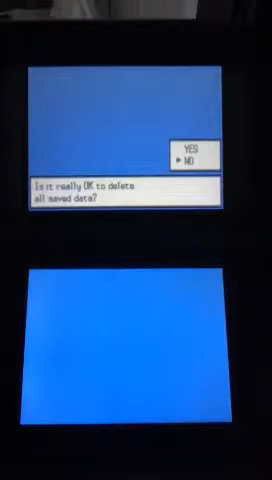 YES
NO
Is it really OK to delete
all saved data?